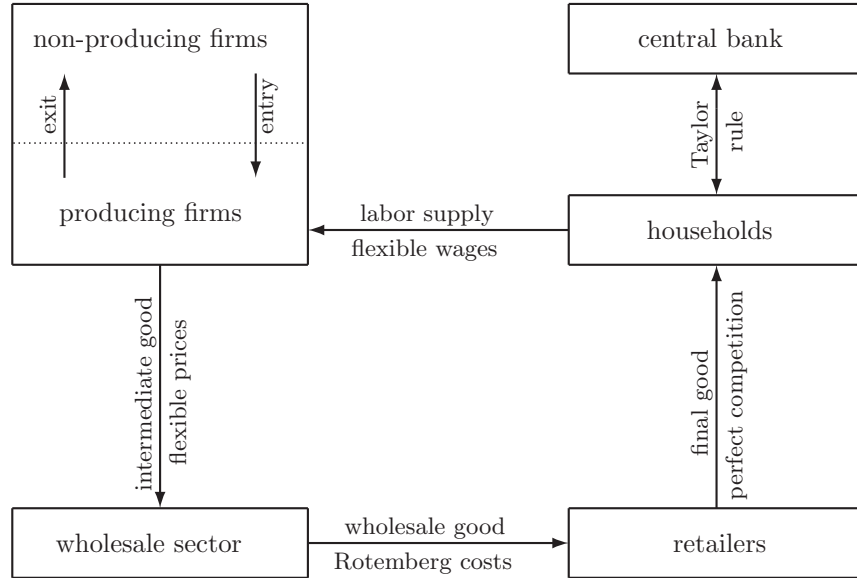 non-producing firms
exit
entry
producing firms
central bank
Taylor
rule
labor supply
flexible wages
households
intermediate good
flexible prices
final good
perfect competition
wholesale sector
wholesale good
Rotemberg costs
retailers